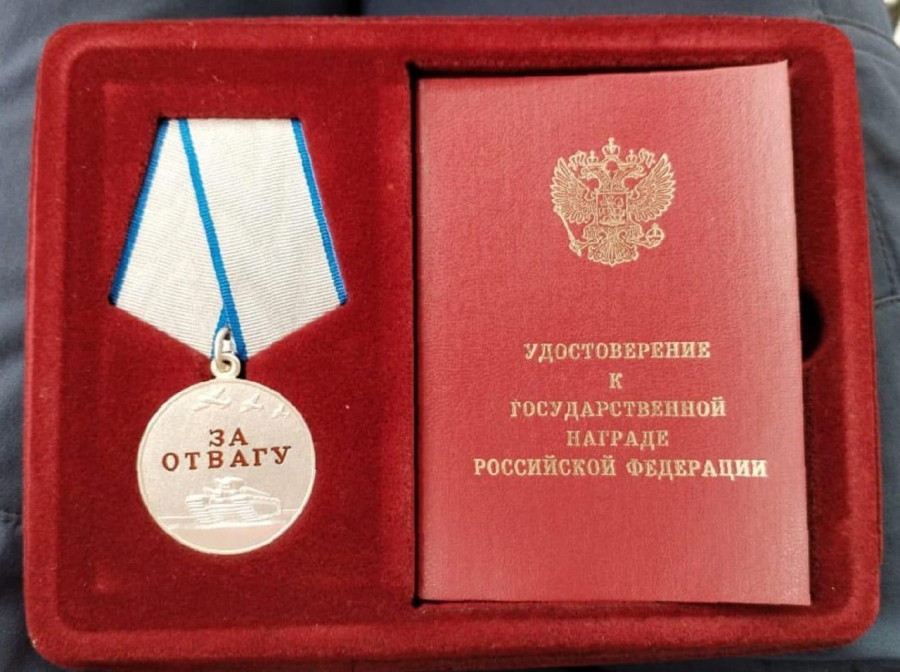 ЗА
ОТВАГУ
УДОСТОВЕРЕНИЕ
К
ГОСУДАРСТВЕННОЙ
НАГРАДЕ
РОССИЙСКОЙ ФЕДЕРАЦИИ